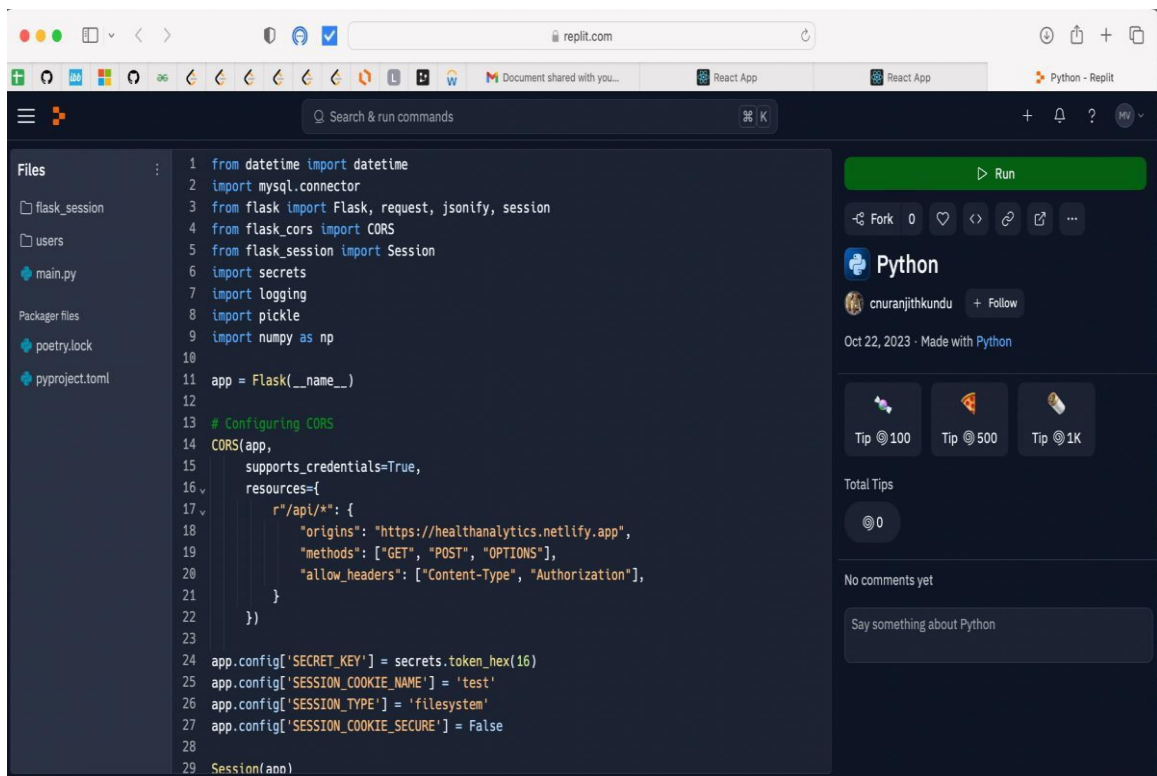 replit.com
Document shared with you...
React App
React App
Python - Replit
Search & run commands
⌘ K
MV
Files
flask_session
users
main.py
Packager files
poetry.lock
pyproject.toml
1 from datetime import datetime
2 import mysql.connector
3 from flask import Flask, request, jsonify, session
4 from flask_cors import CORS
5 from flask_session import Session
6 import secrets
7 import logging
8 import pickle
9 import numpy as np
10
11 app = Flask(__name__)
12
13 # Configuring CORS
14 CORS(app,
15 supports_credentials=True,
16 resources={
17 r"/api/*": {
18 "origins": "https://healthanalytics.netlify.app",
19 "methods": ["GET", "POST", "OPTIONS"],
20 "allow_headers": ["Content-Type", "Authorization"],
21 }
22 })
23
24 app.config['SECRET_KEY'] = secrets.token_hex(16)
25 app.config['SESSION_COOKIE_NAME'] = 'test'
26 app.config['SESSION_TYPE'] = 'filesystem'
27 app.config['SESSION_COOKIE_SECURE'] = False
28
29 Session(app)
Run
Fork 0
Python
cnuranjithkundu + Follow
Oct 22, 2023 · Made with Python
Tip 100
Tip 500
Tip 1K
Total Tips
0
No comments yet
Say something about Python